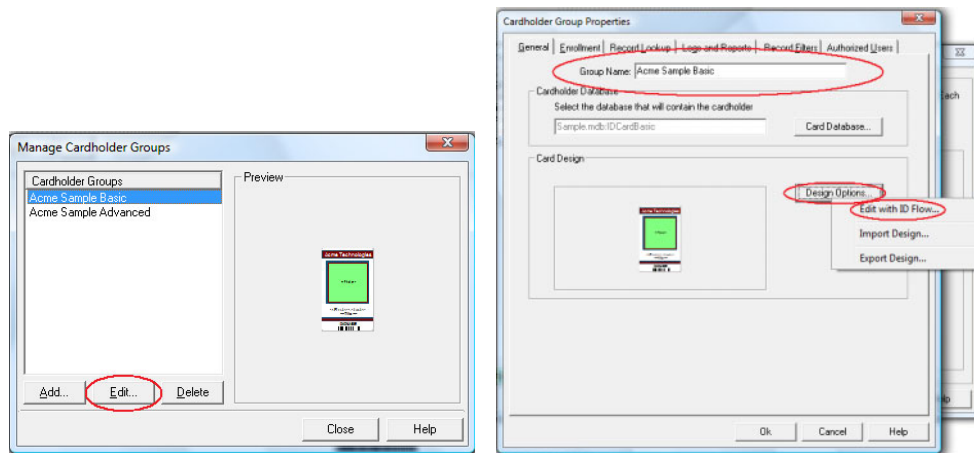 Manage Cardholder Groups
Cardholder Groups
Acme Sample Basic
Acme Sample Advanced
Preview
Acme Technologies
Add...
Edit...
Delete
Close
Help
Cardholder Group Properties
General
Enrollment
Record Lookup
Logs and Reports
Record Filters
Authorized Users
Group Name:
Acme Sample Basic
Cardholder Database
Select the database that will contain the cardholder
Sample.mdb:IDCardBasic
Card Database...
Card Design
Design Options...
Acme Technologies
Edit with ID Flow...
Import Design...
Export Design...
Ok
Cancel
Help